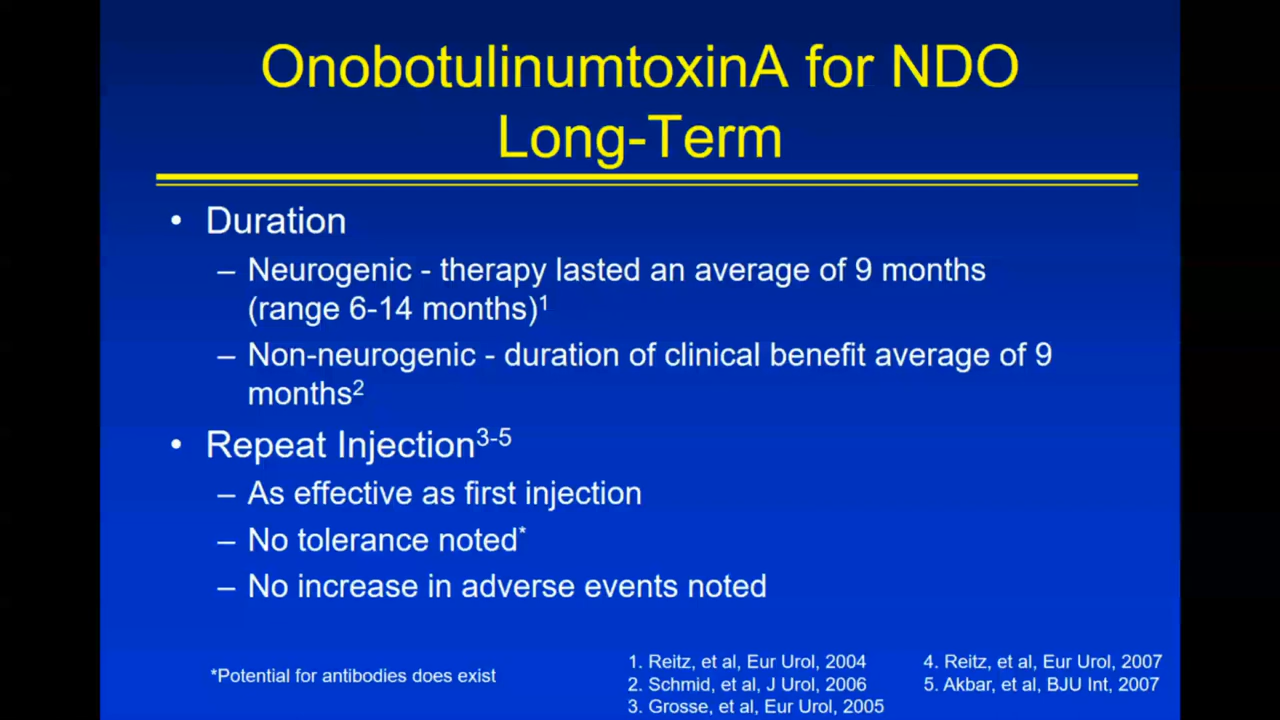 OnobotulinumtoxinA for NDO
Long-Term
• Duration
– Neurogenic - therapy lasted an average of 9 months
(range 6-14 months)1
– Non-neurogenic - duration of clinical benefit average of 9
months2
• Repeat Injection3-5
– As effective as first injection
– No tolerance noted*
– No increase in adverse events noted
*Potential for antibodies does exist
1. Reitz, et al, Eur Urol, 2004
2. Schmid, et al, J Urol, 2006
3. Grosse, et al, Eur Urol, 2005
4. Reitz, et al, Eur Urol, 2007
5. Akbar, et al, BJU Int, 2007